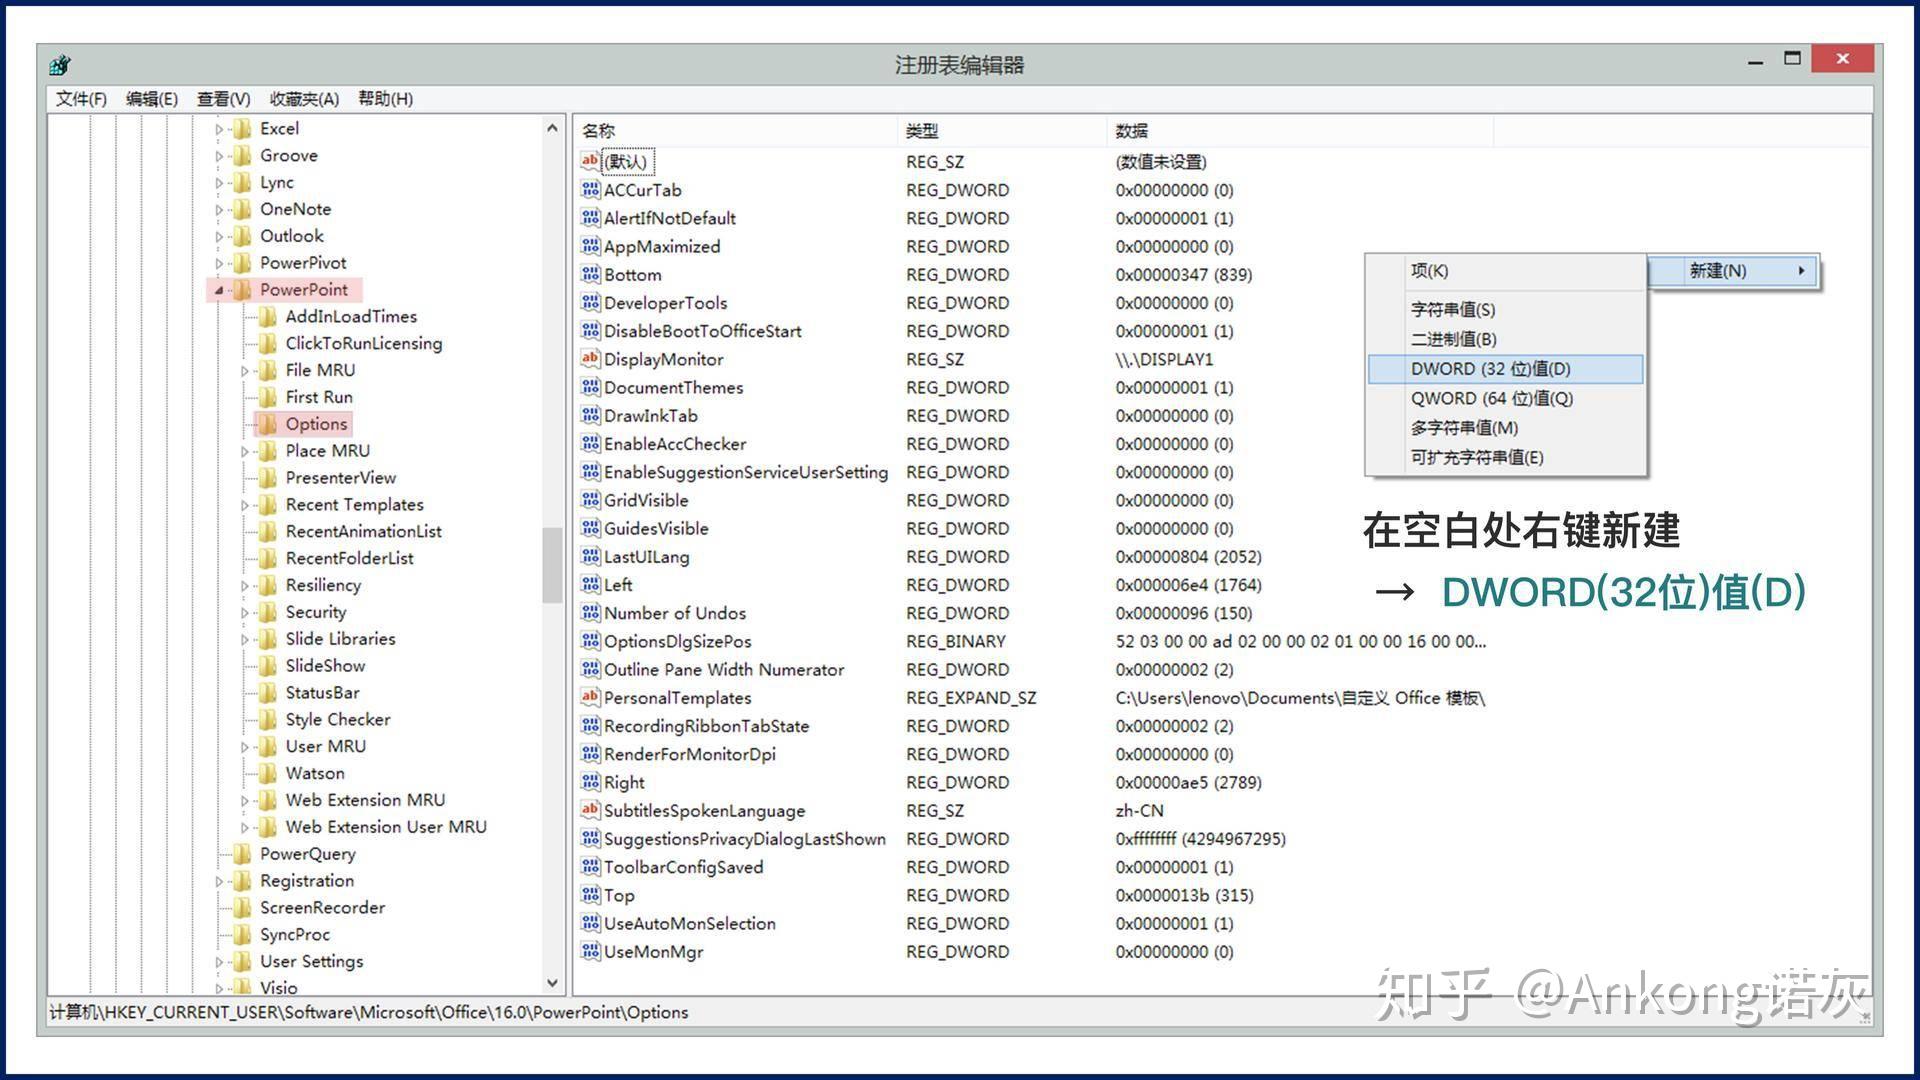 注册表编辑器
文件(F) 编辑(E) 查看(V) 收藏夹(A) 帮助(H)
Excel
Groove
Lync
OneNote
Outlook
PowerPivot
PowerPoint
AddInLoadTimes
ClickToRunLicensing
File MRU
First Run
Options
Place MRU
PresenterView
Recent Templates
RecentAnimationList
RecentFolderList
Resiliency
Security
Slide Libraries
SlideShow
StatusBar
Style Checker
User MRU
Watson
Web Extension MRU
Web Extension User MRU
PowerQuery
Registration
ScreenRecorder
SyncProc
User Settings
Visio
名称 类型 数据
(默认) REG_SZ (数值未设置)
ACCurTab REG_DWORD 0x00000000 (0)
AlertIfNotDefault REG_DWORD 0x00000001 (1)
AppMaximized REG_DWORD 0x00000000 (0)
Bottom REG_DWORD 0x00000347 (839)
DeveloperTools REG_DWORD 0x00000000 (0)
DisableBootToOfficeStart REG_DWORD 0x00000001 (1)
DisplayMonitor REG_SZ \\.\DISPLAY1
DocumentThemes REG_DWORD 0x00000001 (1)
DrawInkTab REG_DWORD 0x00000000 (0)
EnableAccChecker REG_DWORD 0x00000000 (0)
EnableSuggestionServiceUserSetting REG_DWORD 0x00000000 (0)
GridVisible REG_DWORD 0x00000000 (0)
GuidesVisible REG_DWORD 0x00000000 (0)
LastUILang REG_DWORD 0x00000804 (2052)
Left REG_DWORD 0x000006e4 (1764)
Number of Undos REG_DWORD 0x00000096 (150)
OptionsDlgSizePos REG_BINARY 52 03 00 00 ad 02 00 00 02 01 00 00 16 00 00...
Outline Pane Width Numerator REG_DWORD 0x00000002 (2)
PersonalTemplates REG_EXPAND_SZ C:\Users\lenovo\Documents\自定义 Office 模板\
RecordingRibbonTabState REG_DWORD 0x00000002 (2)
RenderForMonitorDpi REG_DWORD 0x00000000 (0)
Right REG_DWORD 0x00000ae5 (2789)
SubtitlesSpokenLanguage REG_SZ zh-CN
SuggestionsPrivacyDialogLastShown REG_DWORD 0xffffffff (4294967295)
ToolbarConfigSaved REG_DWORD 0x00000001 (1)
Top REG_DWORD 0x0000013b (315)
UseAutoMonSelection REG_DWORD 0x00000001 (1)
UseMonMgr REG_DWORD 0x00000000 (0)
新建(N)
项(K)
字符串值(S)
二进制值(B)
DWORD (32 位)值(D)
QWORD (64 位)值(Q)
多字符串值(M)
可扩充字符串值(E)
在空白处右键新建
→ DWORD(32位)值(D)
计算机\HKEY_CURRENT_USER\Software\Microsoft\Office\16.0\PowerPoint\Options
知乎 @Ankong诺灰